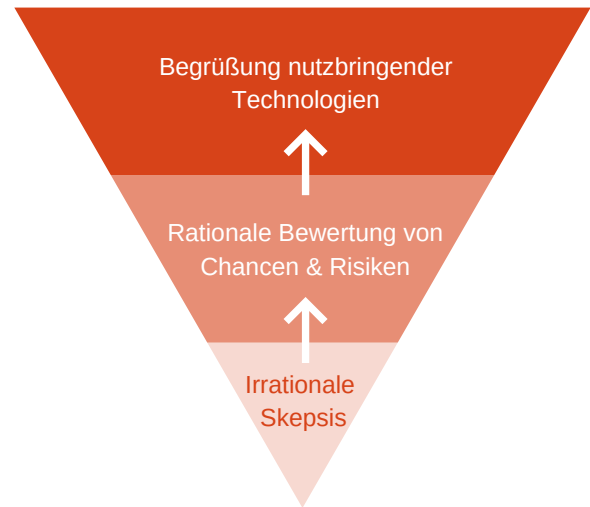 Begrüßung nutzbringender
Technologien
Rationale Bewertung von
Chancen & Risiken
Irrationale
Skepsis